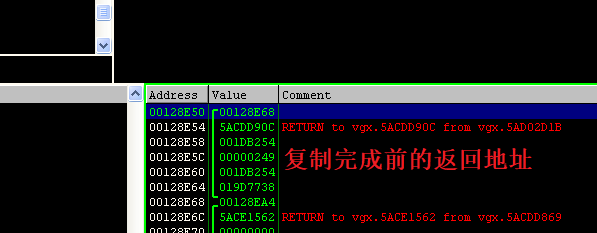 Address Value Comment
00128E50 00128E68
00128E54 5ACDD90C RETURN to vgx.5ACDD90C from vgx.5AD02D1B
00128E58 001DB254
00128E5C 00000249
00128E60 001DB254
00128E64 019D7738
00128E68 00128EA4
00128E6C 5ACE1562 RETURN to vgx.5ACE1562 from vgx.5ACDD869
00128E70 00000000
复制完成前的返回地址